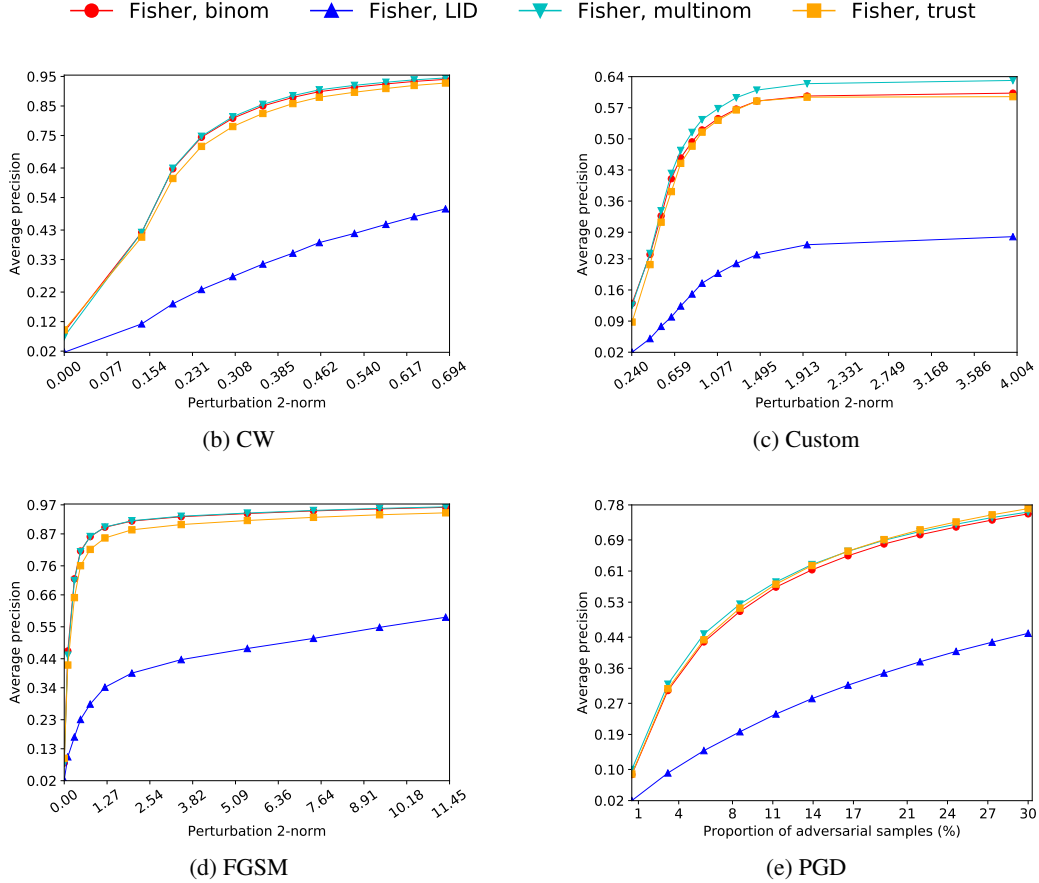 Fisher, binom Fisher, LID Fisher, multinom Fisher, trust
0.95
0.85
0.75
0.64
0.54
0.43
0.33
0.22
0.12
0.02
Average precision
0.000 0.077 0.154 0.231 0.308 0.385 0.462 0.540 0.617 0.694
Perturbation 2-norm
(b) CW
0.64
0.57
0.50
0.43
0.36
0.29
0.23
0.16
0.09
0.02
Average precision
0.240 0.659 1.077 1.495 1.913 2.331 2.749 3.168 3.586 4.004
Perturbation 2-norm
(c) Custom
0.97
0.87
0.76
0.66
0.55
0.44
0.34
0.23
0.13
0.02
Average precision
0.00 1.27 2.54 3.82 5.09 6.36 7.64 8.91 10.18 11.45
Perturbation 2-norm
(d) FGSM
0.78
0.69
0.61
0.53
0.44
0.36
0.27
0.19
0.10
0.02
Average precision
1 4 8 11 14 17 21 24 27 30
Proportion of adversarial samples (%)
(e) PGD